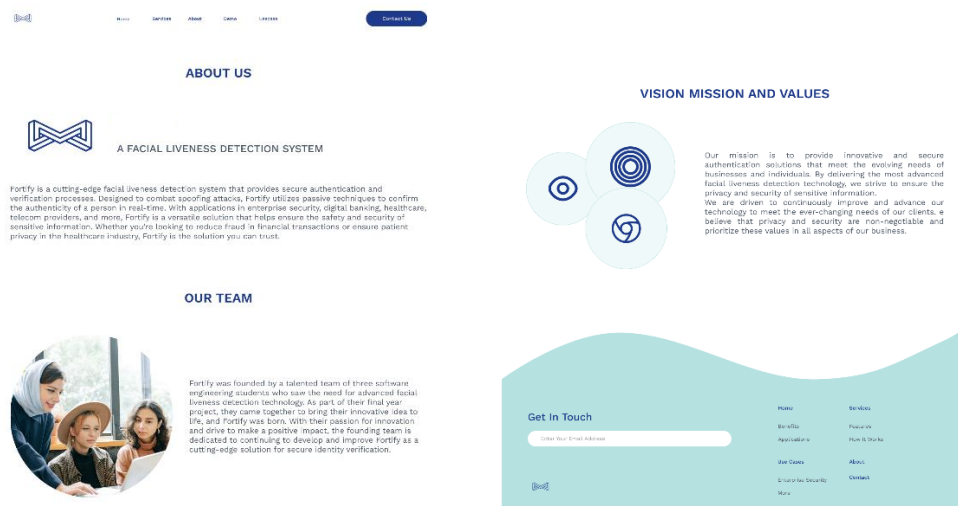 Home Services About Demo Use Cases Contact Us
ABOUT US
A FACIAL LIVENESS DETECTION SYSTEM
Fortify is a cutting-edge facial liveness detection system that provides secure authentication and
verification processes. Designed to combat spoofing attacks, Fortify utilizes passive techniques to confirm
the authenticity of a person in real-time. With applications in enterprise security, digital banking, healthcare,
telecom providers, and more, Fortify is a versatile solution that helps ensure the safety and security of
sensitive information. Whether you're looking to reduce fraud in financial transactions or ensure patient
privacy in the healthcare industry, Fortify is the solution you can trust.
OUR TEAM
Fortify was founded by a talented team of three software
engineering students who saw the need for advanced facial
liveness detection technology. As part of their final year
project, they came together to bring their innovative idea to
life, and Fortify was born. With their passion for innovation
and drive to make a positive impact, the founding team is
dedicated to continuing to develop and improve Fortify as a
cutting-edge solution for secure identity verification.
VISION MISSION AND VALUES
Our mission is to provide innovative and secure
authentication solutions that meet the evolving needs of
businesses and individuals. By delivering the most advanced
facial liveness detection technology, we strive to ensure the
privacy and security of sensitive information.
We are driven to continuously improve and advance our
technology to meet the ever-changing needs of our clients. e
believe that privacy and security are non-negotiable and
prioritize these values in all aspects of our business.
Get In Touch
Enter Your Email Address
Home
Benefits
Applications
Use Cases
Enterprise Security
More
Services
Features
How It Works
About
Contact